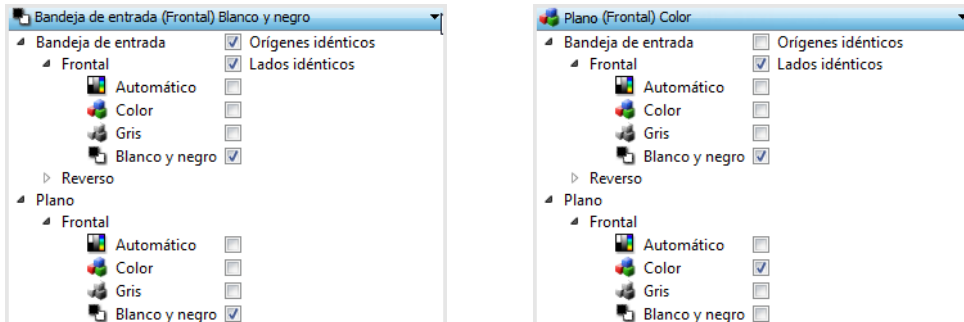 Bandeja de entrada (Frontal) Blanco y negro
Bandeja de entrada Orígenes idénticos
Frontal Lados idénticos
Automático
Color
Gris
Blanco y negro
Reverso
Plano
Frontal
Automático
Color
Gris
Blanco y negro
Plano (Frontal) Color
Bandeja de entrada Orígenes idénticos
Frontal Lados idénticos
Automático
Color
Gris
Blanco y negro
Reverso
Plano
Frontal
Automático
Color
Gris
Blanco y negro